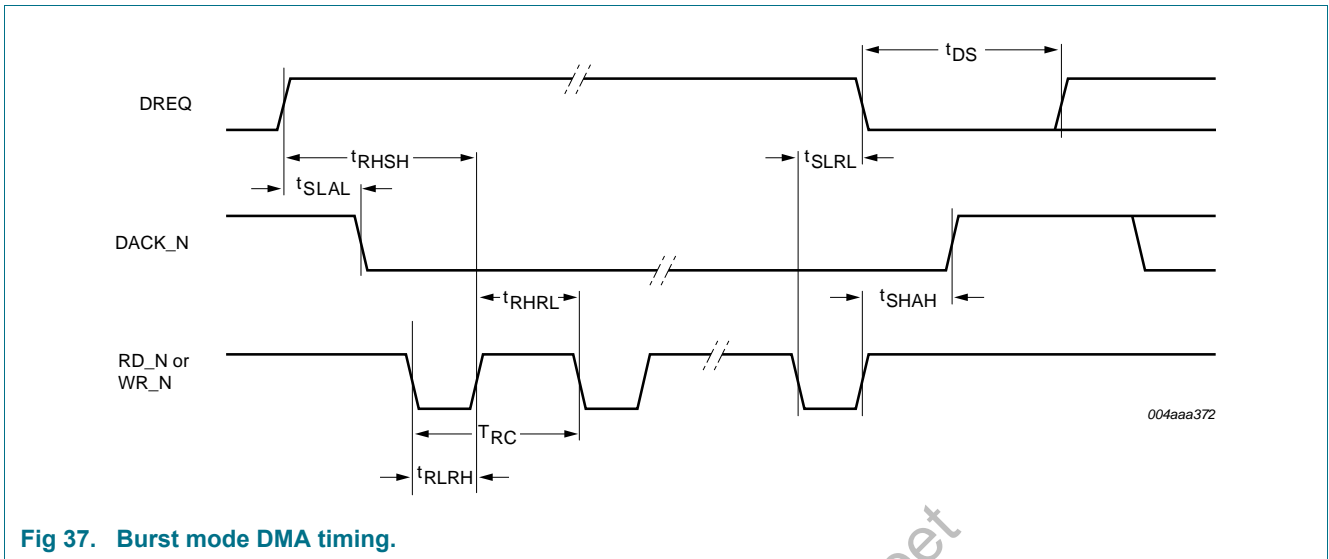 tDS
DREQ
tRHSH
tSLRL
tSLAL
DACK_N
tRHRL
tSHAH
RD_N or
WR_N
004aaa372
TRC
tRLRH
Fig 37. Burst mode DMA timing.